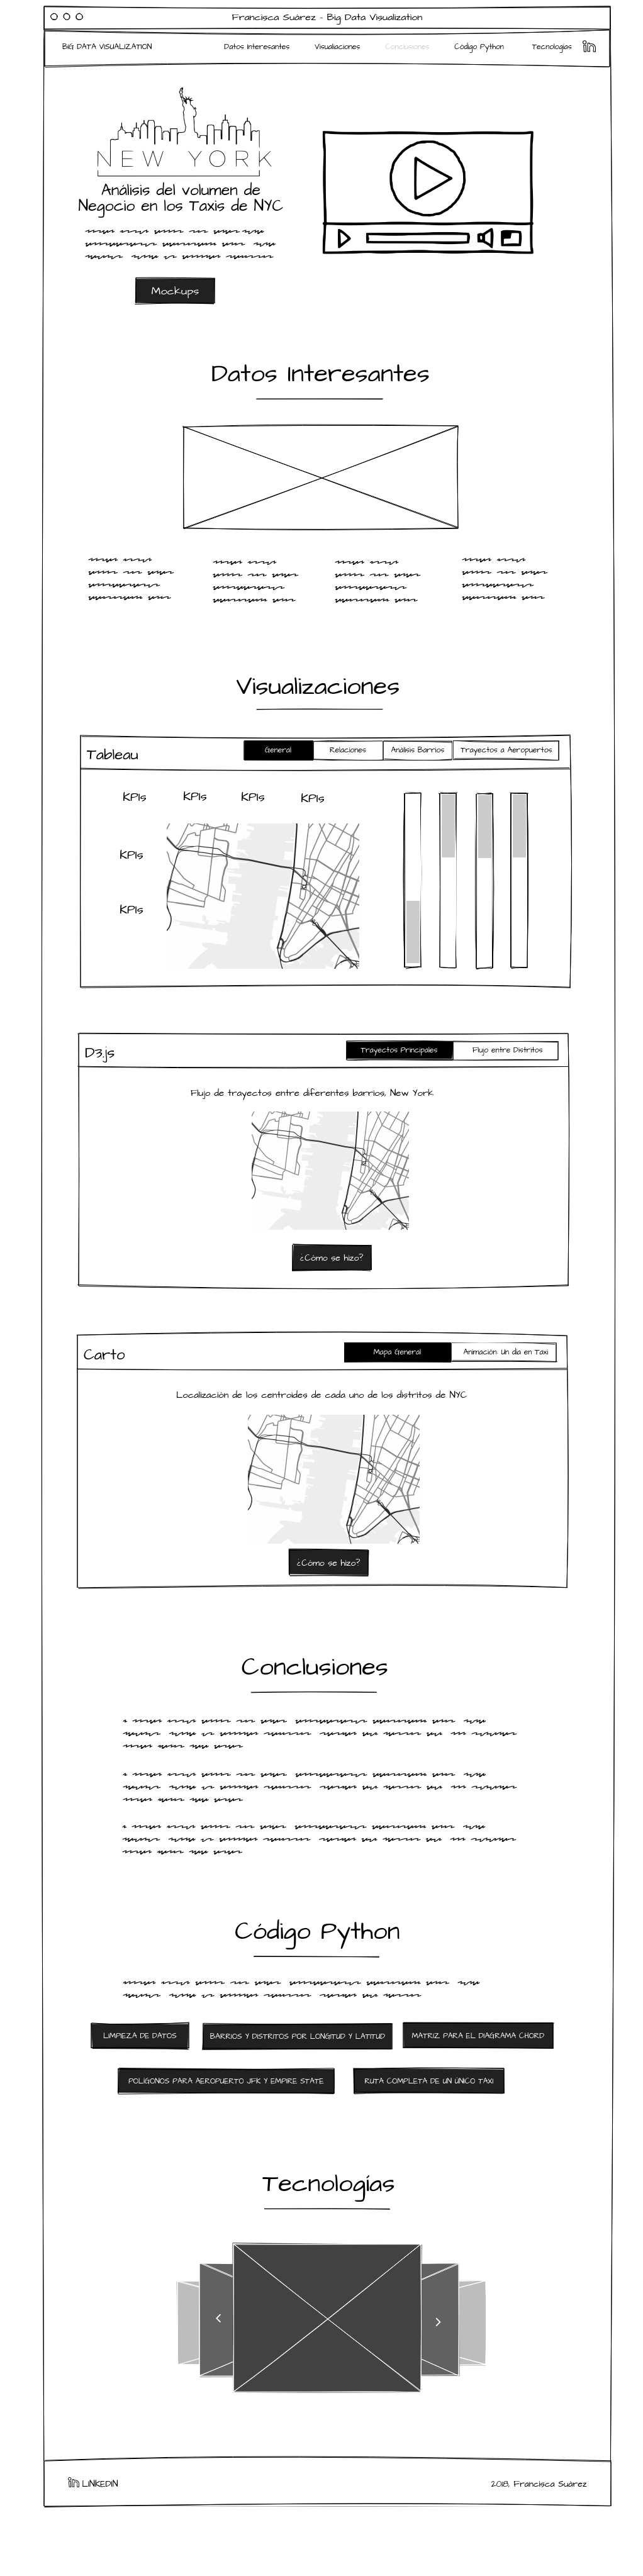 Francisca Suárez - Big Data Visualization
BIG DATA VISUALIZATION
Datos Interesantes
Visualiaciones
Conclusiones
Código Python
Tecnologías
in
NEW YORK
Análisis del volumen de
Negocio en los Taxis de NYC
Mockups
Datos Interesantes
Visualizaciones
Tableau
General
Relaciones
Análisis Barrios
Trayectos a Aeropuertos
KPIs
KPIs
KPIs
KPIs
KPIs
KPIs
D3.js
Trayectos Principales
Flujo entre Distritos
Flujo de trayectos entre diferentes barrios, New York
¿Cómo se hizo?
Carto
Mapa General
Animación: Un día en Taxi
Localización de los centroides de cada uno de los distritos de NYC
¿Cómo se hizo?
Conclusiones
Código Python
LIMPIEZA DE DATOS
BARRIOS Y DISTRITOS POR LONGITUD Y LATITUD
MATRIZ PARA EL DIAGRAMA CHORD
POLÍGONOS PARA AEROPUERTO JFK Y EMPIRE STATE
RUTA COMPLETA DE UN ÚNICO TAXI
Tecnologías
in LINKEDIN
2018, Francisca Suárez